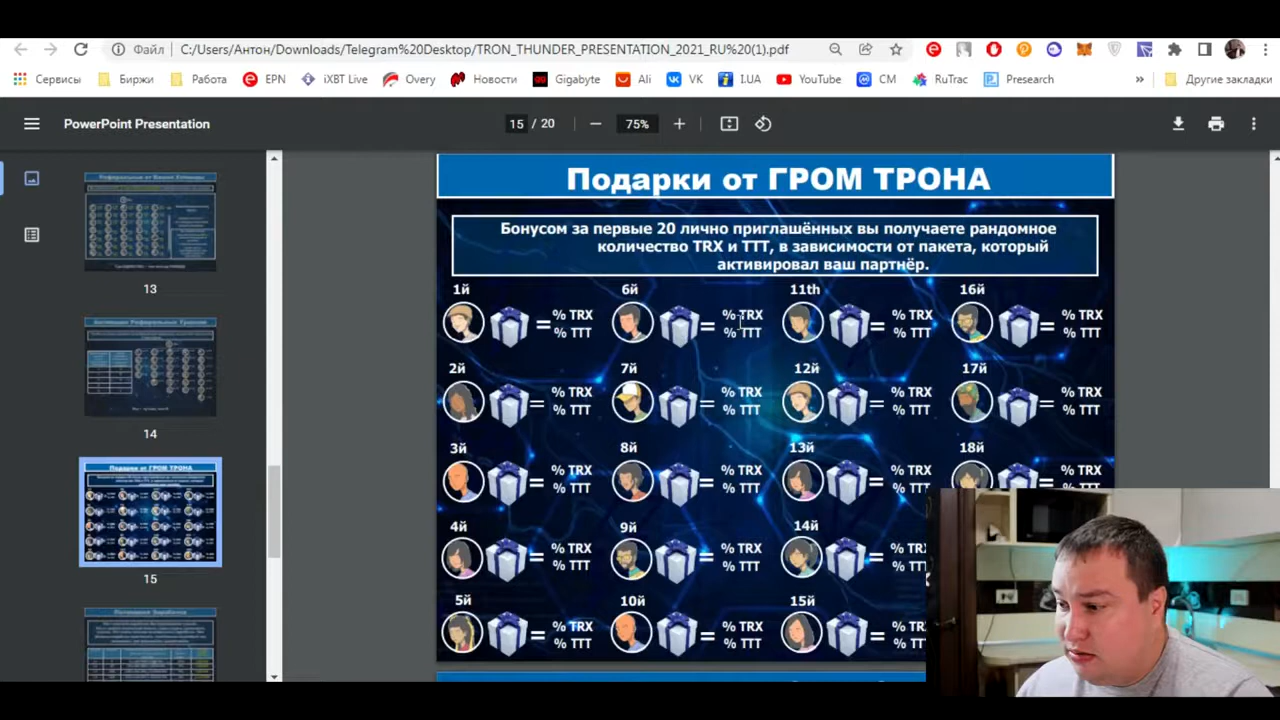 Файл
C:/Users/Антон/Downloads/Telegram%20Desktop/TRON_THUNDER_PRESENTATION_2021_RU%20(1).pdf
Сервисы Биржи Работа EPN iXBT Live Overy Новости Gigabyte Ali VK I.UA YouTube CM RuTrac Presearch » Другие закладки
PowerPoint Presentation
15 / 20
75%
13
14
15
Подарки от ГРОМ ТРОНА
Бонусом за первые 20 лично приглашённых вы получаете рандомное
количество TRX и ТТТ, в зависимости от пакета, который
активировал ваш партнёр.
1й 6й 11th 16й
= % TRX = % TRX = % TRX = % TRX
% TTT % TTT % TTT % TTT
2й 7й 12й 17й
= % TRX = % TRX = % TRX = % TRX
% TTT % TTT % TTT % TTT
3й 8й 13й 18й
= % TRX = % TRX = % TRX = % TRX
% TTT % TTT % TTT
4й 9й 14й
= % TRX = % TRX = % TRX
% TTT % TTT % TTT
5й 10й 15й
= % TRX = % TRX = % TRX
% TTT % TTT % TTT